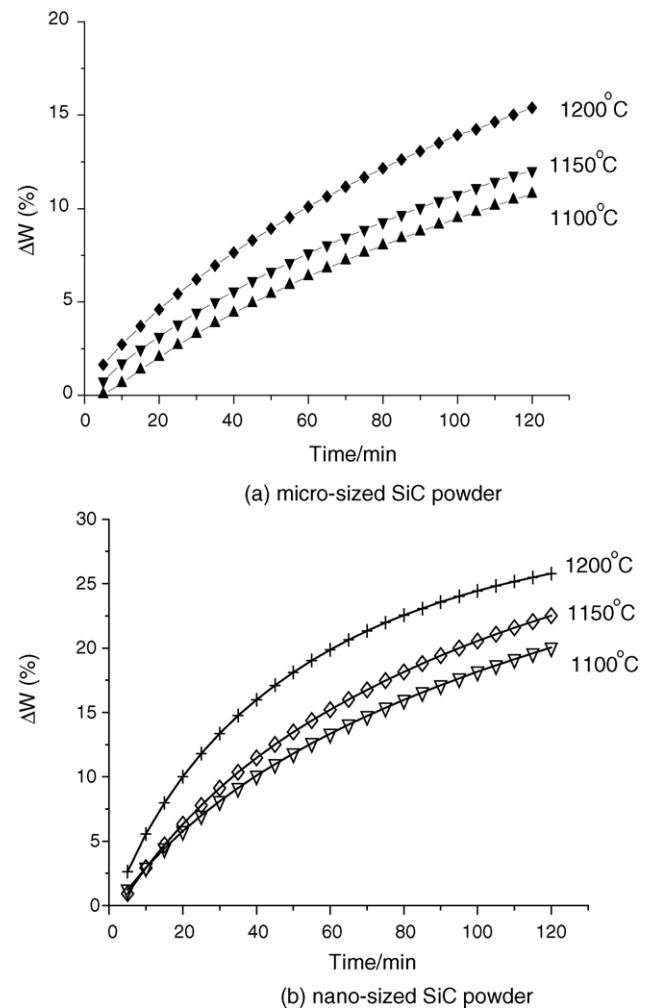 20
15
10
5
0
ΔW (%)
1200°C
1150°C
1100°C
0 20 40 60 80 100 120
Time/min
(a) micro-sized SiC powder
30
25
20
15
10
5
0
ΔW (%)
1200°C
1150°C
1100°C
0 20 40 60 80 100 120
Time/min
(b) nano-sized SiC powder